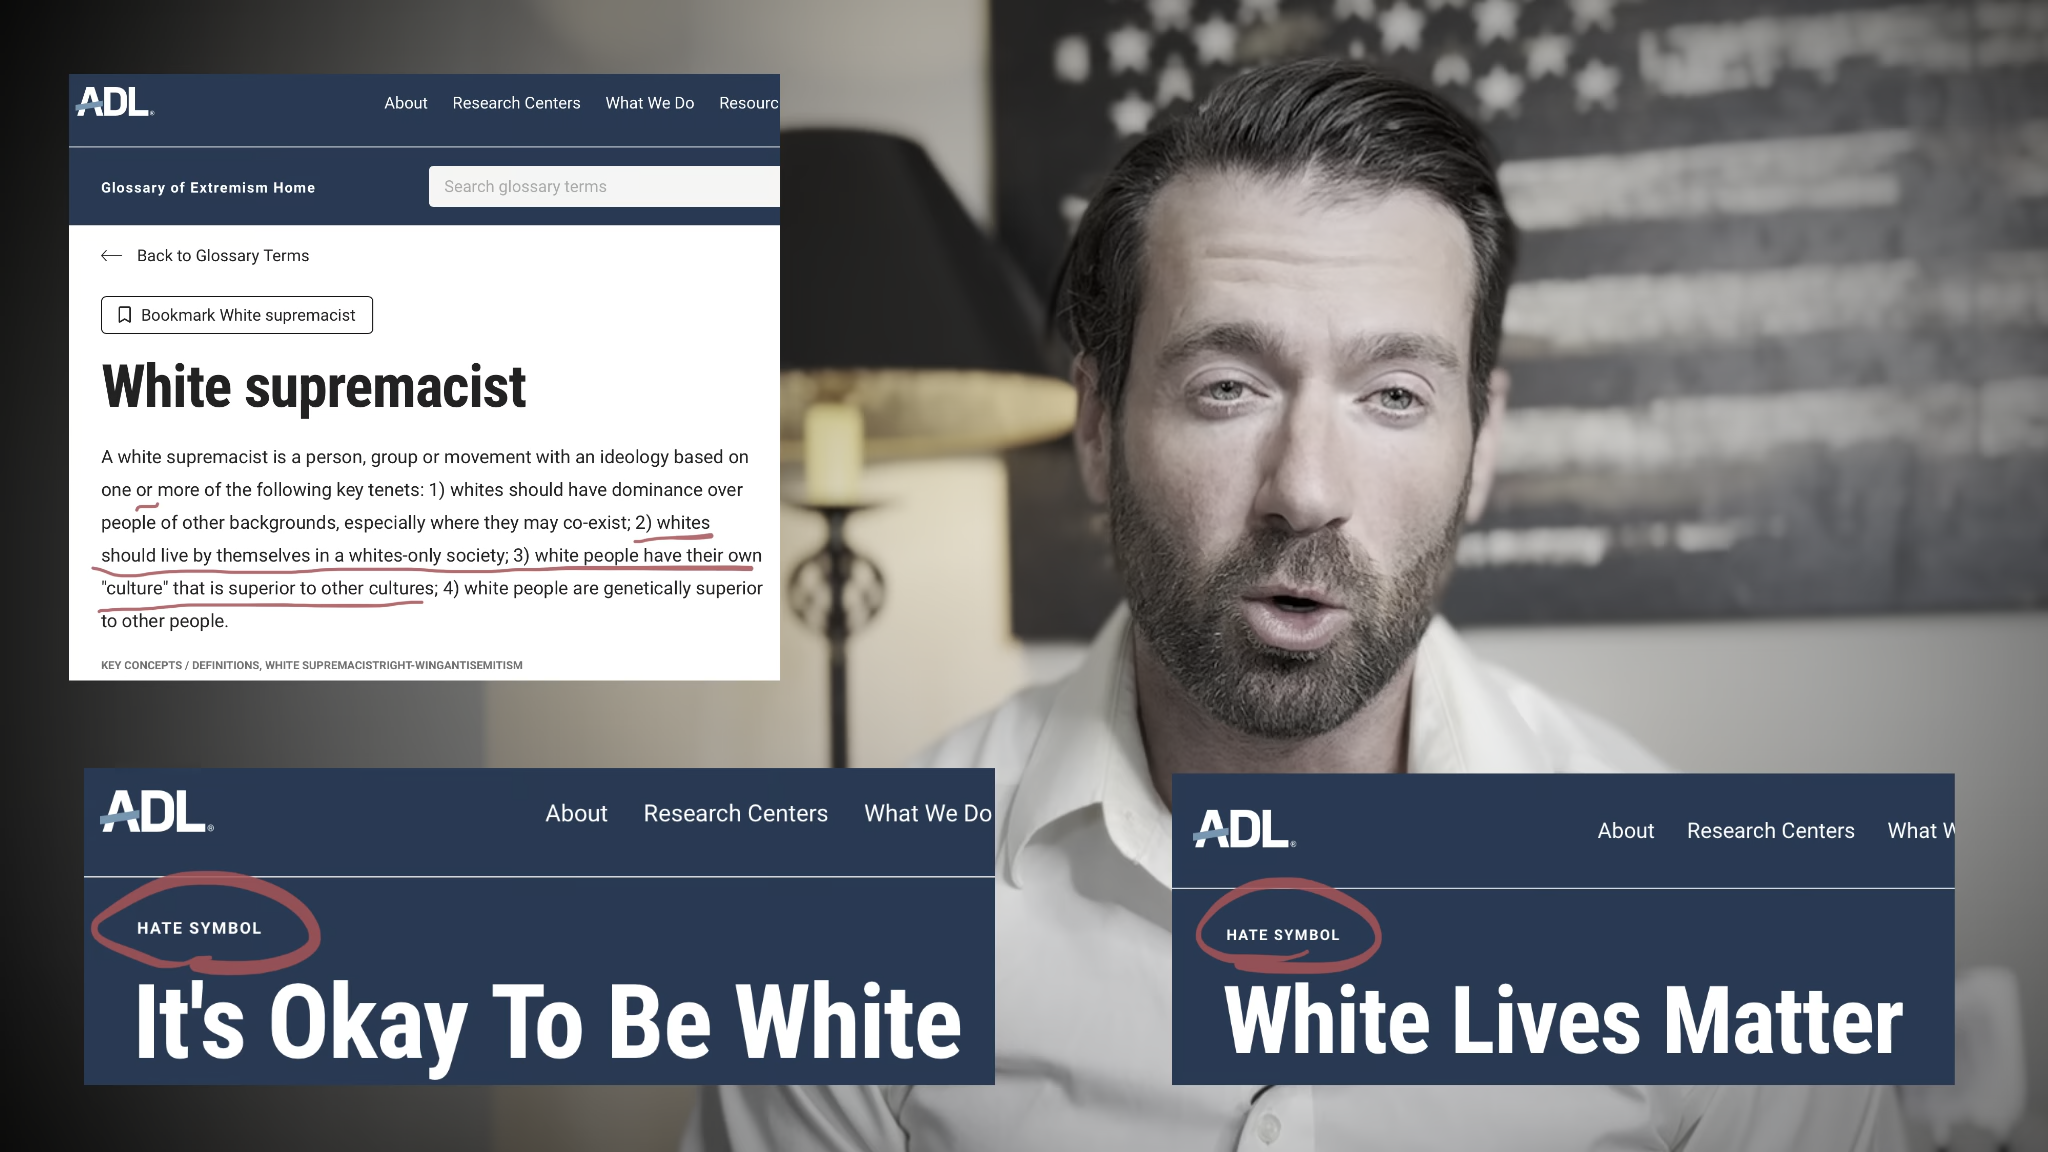 ADL®
About Research Centers What We Do Resourc
Glossary of Extremism Home
Search glossary terms
Back to Glossary Terms
Bookmark White supremacist
White supremacist
A white supremacist is a person, group or movement with an ideology based on
one or more of the following key tenets: 1) whites should have dominance over
people of other backgrounds, especially where they may co-exist; 2) whites
should live by themselves in a whites-only society; 3) white people have their own
"culture" that is superior to other cultures; 4) white people are genetically superior
to other people.
KEY CONCEPTS / DEFINITIONS, WHITE SUPREMACISTRIGHT-WINGANTISEMITISM
ADL®
About Research Centers What We Do
HATE SYMBOL
It's Okay To Be White
ADL®
About Research Centers What W
HATE SYMBOL
White Lives Matter